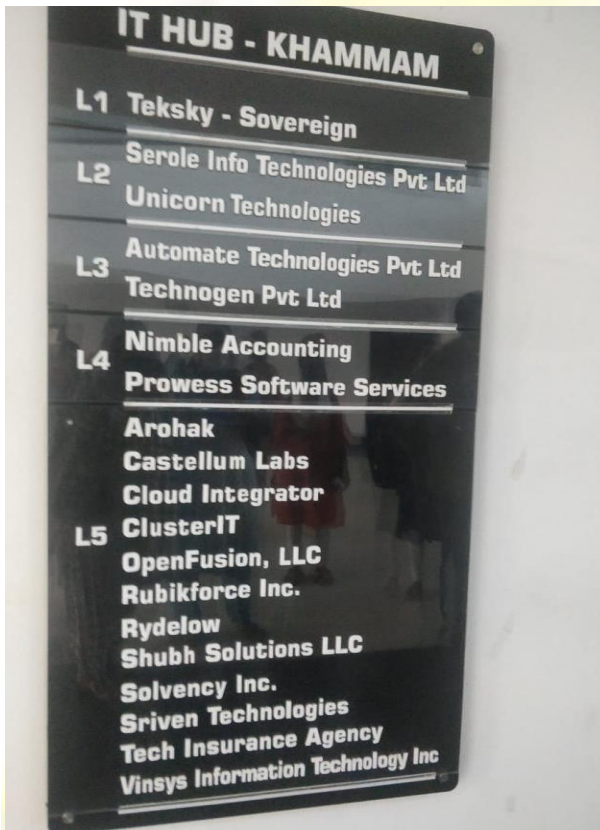 IT HUB - KHAMMAM
L1 Teksky - Sovereign
L2 Serole Info Technologies Pvt Ltd
Unicorn Technologies
L3 Automate Technologies Pvt Ltd
Technogen Pvt Ltd
L4 Nimble Accounting
Prowess Software Services
L5 Arohak
Castellum Labs
Cloud Integrator
ClusterIT
OpenFusion, LLC
Rubikforce Inc.
Rydelow
Shubh Solutions LLC
Solvency Inc.
Sriven Technologies
Tech Insurance Agency
Vinsys Information Technology Inc